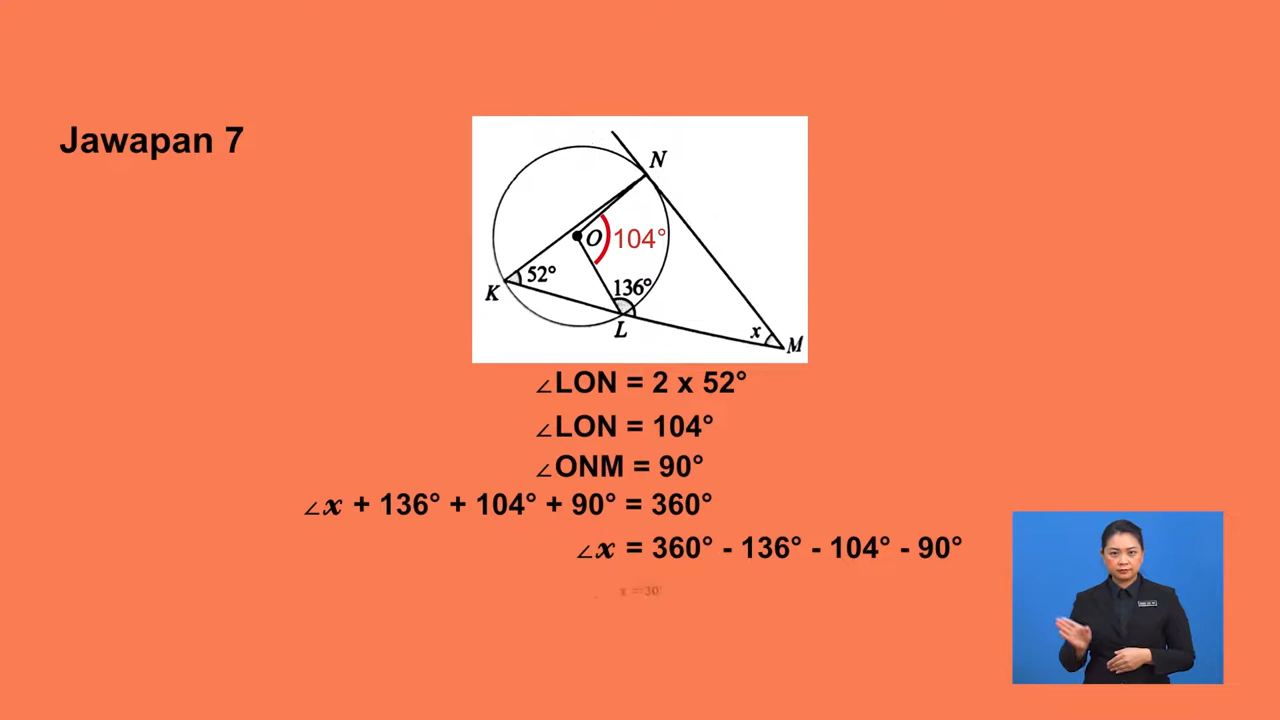 Jawapan 7
N
O 104°
52°
136°
K
L
x
M
∠LON = 2 x 52°
∠LON = 104°
∠ONM = 90°
∠x + 136° + 104° + 90° = 360°
∠x = 360° - 136° - 104° - 90°
x = 30